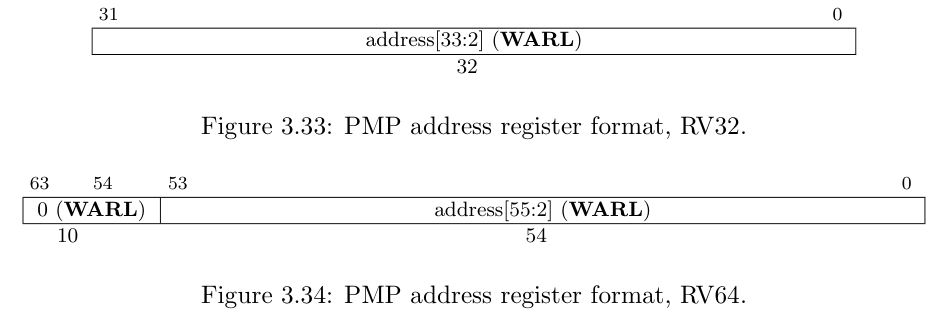 31 0
address[33:2] (WARL)
32
Figure 3.33: PMP address register format, RV32.
63 54 53 0
0 (WARL) address[55:2] (WARL)
10 54
Figure 3.34: PMP address register format, RV64.